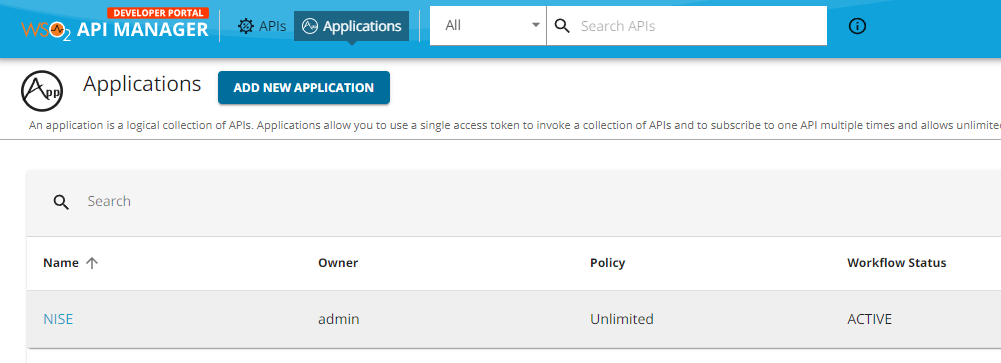 DEVELOPER PORTAL
WSO2 API MANAGER
APIs
Applications
All
Search APIs
App
Applications
ADD NEW APPLICATION
An application is a logical collection of APIs. Applications allow you to use a single access token to invoke a collection of APIs and to subscribe to one API multiple times and allows unlimite
Search
Name Owner Policy Workflow Status
NISE admin Unlimited ACTIVE